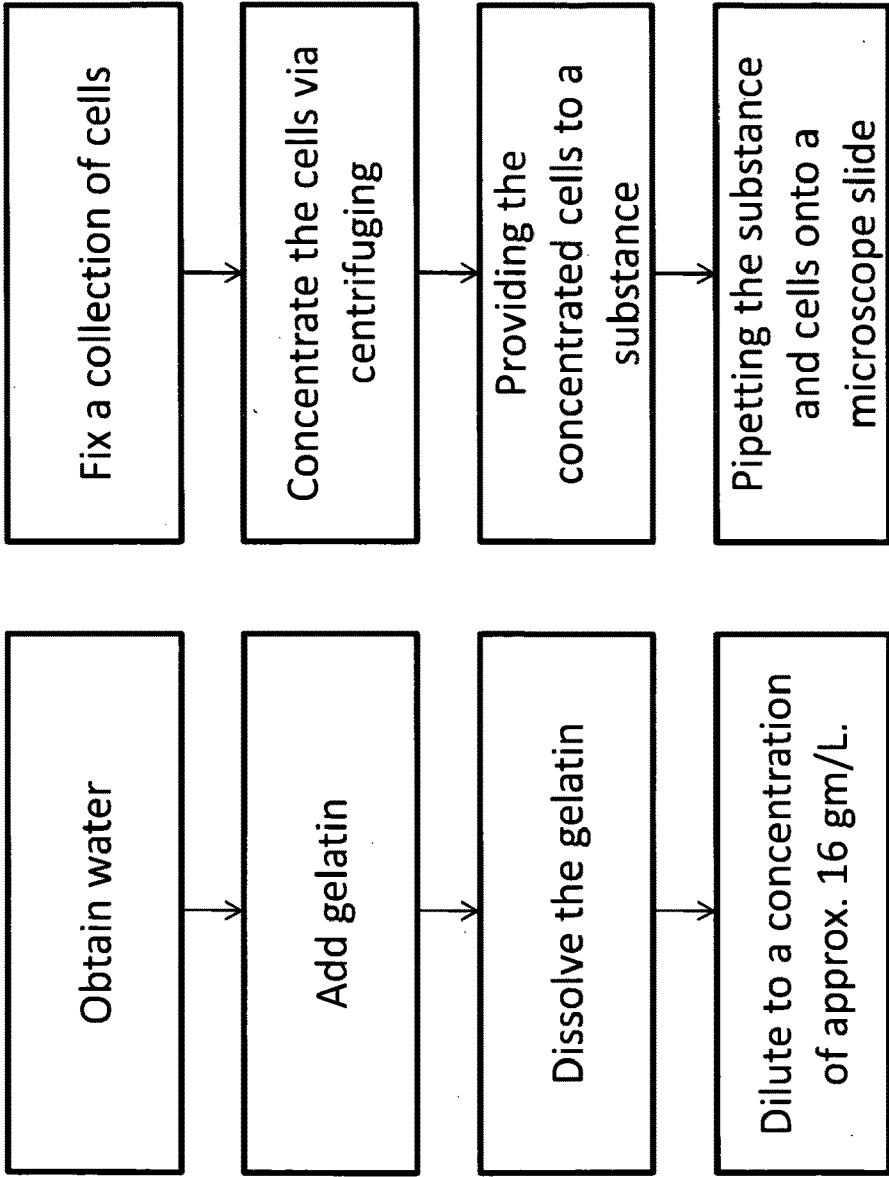 Obtain water
Add gelatin
Dissolve the gelatin
Dilute to a concentration
of approx. 16 gm/L.
Fix a collection of cells
Concentrate the cells via
centrifuging
Providing the
concentrated cells to a
substance
Pipetting the substance
and cells onto a
microscope slide